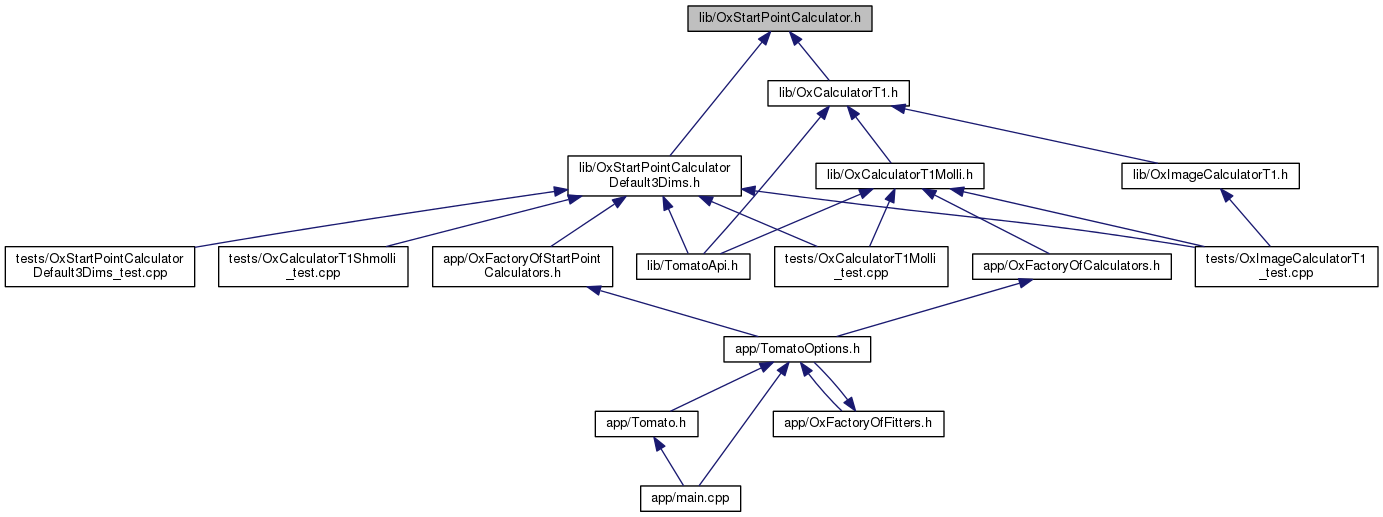 lib/OxStartPointCalculator.h
lib/OxCalculatorT1.h
lib/OxStartPointCalculator
Default3Dims.h
lib/OxCalculatorT1Molli.h
lib/OxImageCalculatorT1.h
tests/OxStartPointCalculator
Default3Dims_test.cpp
tests/OxCalculatorT1Shmolli
_test.cpp
app/OxFactoryOfStartPoint
Calculators.h
lib/TomatoApi.h
tests/OxCalculatorT1Molli
_test.cpp
app/OxFactoryOfCalculators.h
tests/OxImageCalculatorT1
_test.cpp
app/TomatoOptions.h
app/Tomato.h
app/OxFactoryOfFitters.h
app/main.cpp